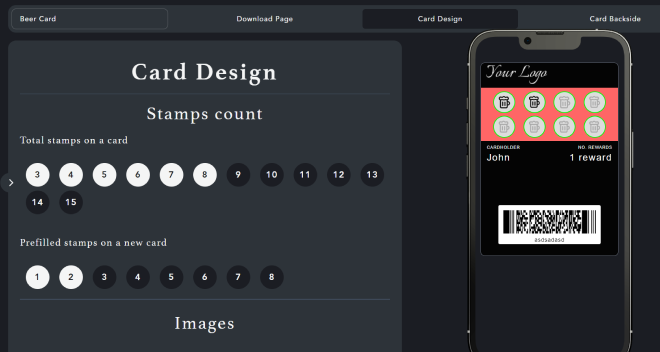 Beer Card
Download Page
Card Design
Card Backside
Card Design
Stamps count
Total stamps on a card
3 4 5 6 7 8 9 10 11 12 13
14 15
Prefilled stamps on a new card
1 2 3 4 5 6 7 8
Images
Your Logo
CARDHOLDER
NO. REWARDS
John
1 reward
asdsadasd